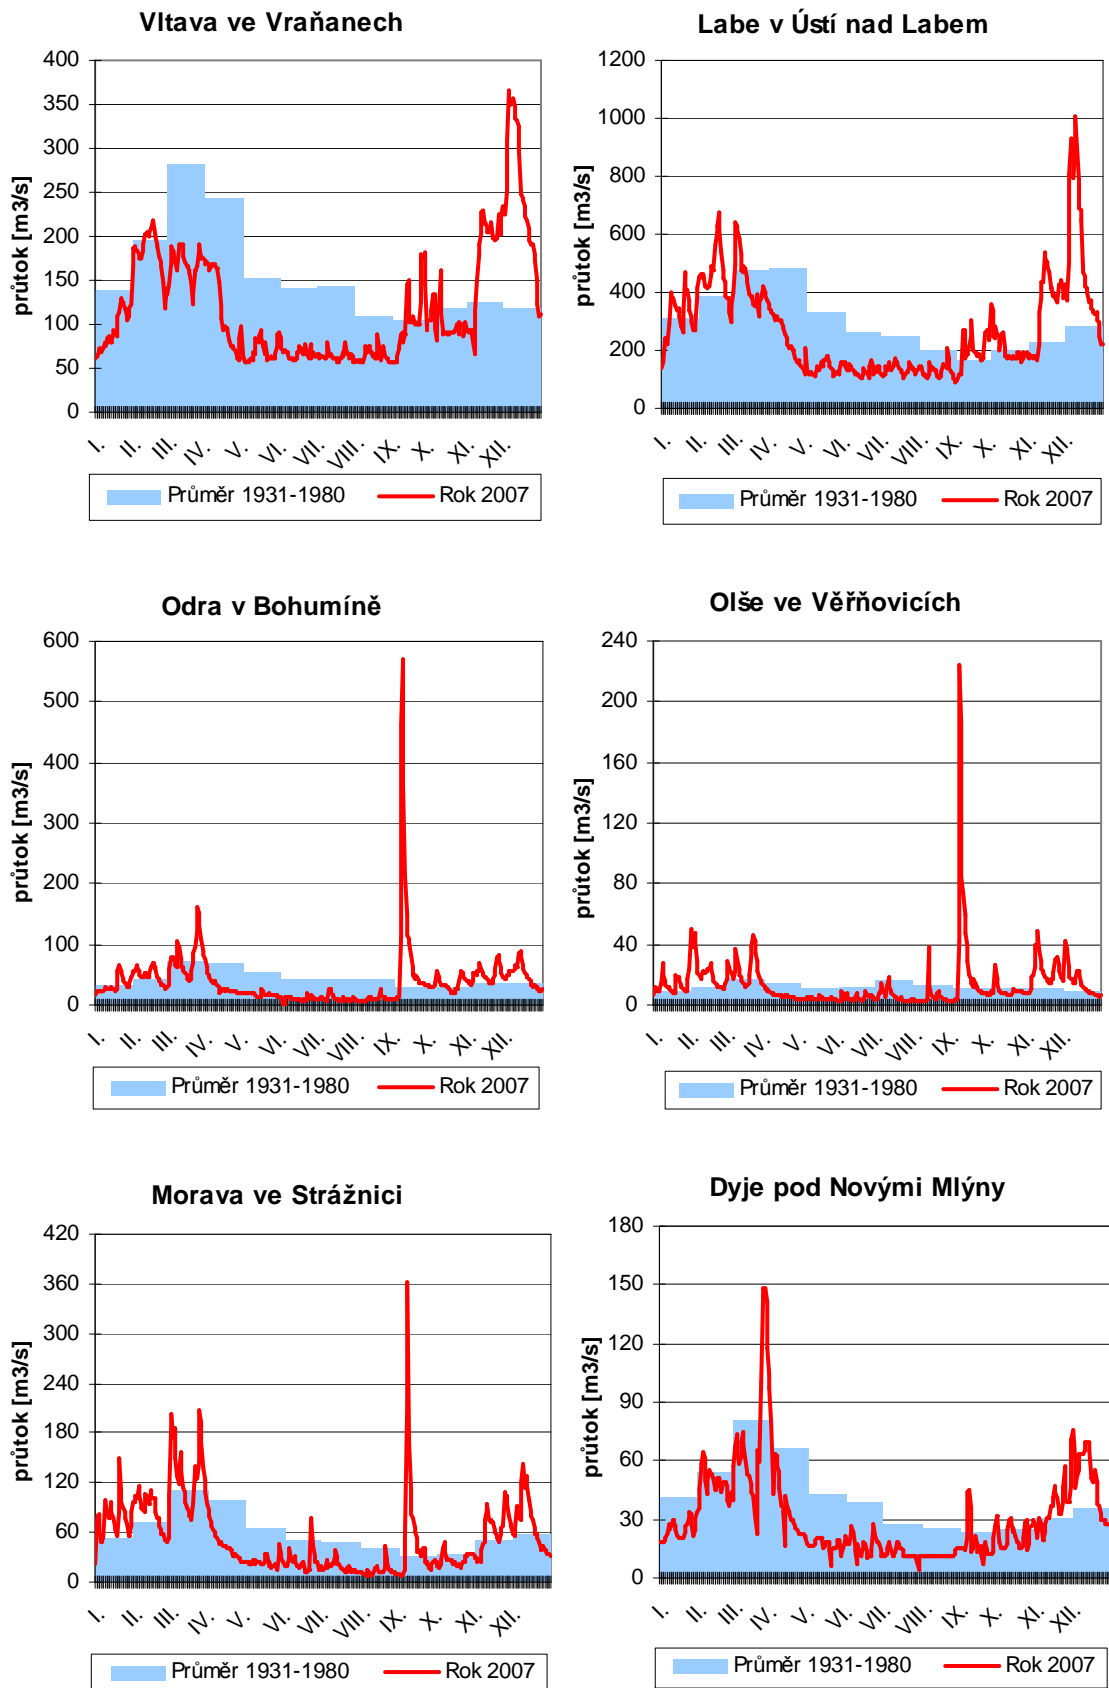 Vltava ve Vraňanech
průtok [m3/s]
400
350
300
250
200
150
100
50
0
I. II. III. IV. V. VI. VII. VIII. IX. X. XI. XII.
Průměr 1931-1980 Rok 2007
Labe v Ústí nad Labem
průtok [m3/s]
1200
1000
800
600
400
200
0
I. II. III. IV. V. VI. VII. VIII. IX. X. XI. XII.
Průměr 1931-1980 Rok 2007
Odra v Bohumíně
průtok [m3/s]
600
500
400
300
200
100
0
I. II. III. IV. V. VI. VII. VIII. IX. X. XI. XII.
Průměr 1931-1980 Rok 2007
Olše ve Věřňovicích
průtok [m3/s]
240
200
160
120
80
40
0
I. II. III. IV. V. VI. VII. VIII. IX. X. XI. XII.
Průměr 1931-1980 Rok 2007
Morava ve Strážnici
průtok [m3/s]
420
360
300
240
180
120
60
0
I. II. III. IV. V. VI. VII. VIII. IX. X. XI. XII.
Průměr 1931-1980 Rok 2007
Dyje pod Novými Mlýny
průtok [m3/s]
180
150
120
90
60
30
0
I. II. III. IV. V. VI. VII. VIII. IX. X. XI. XII.
Průměr 1931-1980 Rok 2007